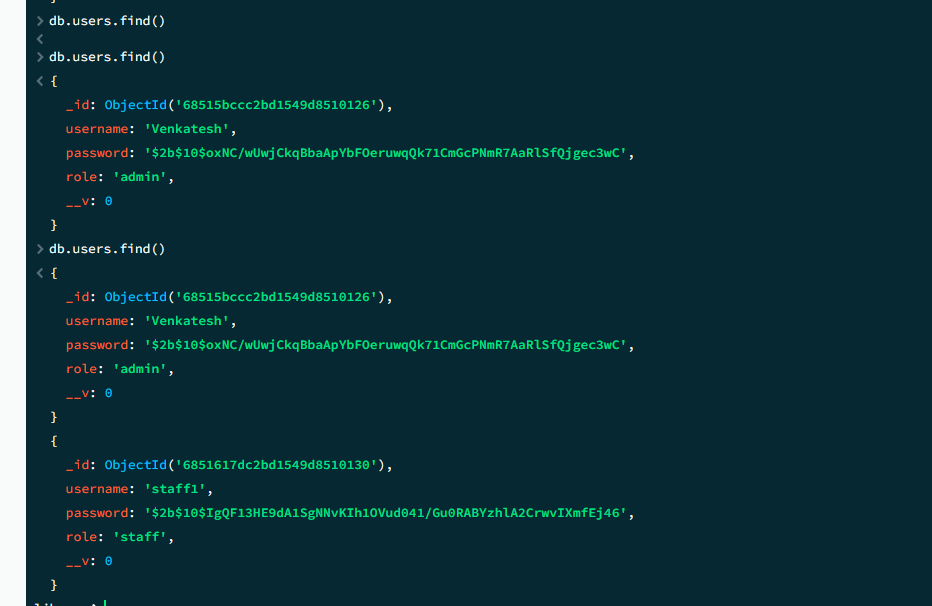 }
> db.users.find()
<
> db.users.find()
< {
_id: ObjectId('68515bccc2bd1549d8510126'),
username: 'Venkatesh',
password: '$2b$10$oxNC/wUwjCkqBbaApYbFOeruwqQk71CmGcPNmR7AaRlSfQjgec3wC',
role: 'admin',
__v: 0
}
> db.users.find()
< {
_id: ObjectId('68515bccc2bd1549d8510126'),
username: 'Venkatesh',
password: '$2b$10$oxNC/wUwjCkqBbaApYbFOeruwqQk71CmGcPNmR7AaRlSfQjgec3wC',
role: 'admin',
__v: 0
}
{
_id: ObjectId('6851617dc2bd1549d8510130'),
username: 'staff1',
password: '$2b$10$IgQF13HE9dA1SgNNvKIh1OVud041/Gu0RABYzhlA2CrwvIXmfEj46',
role: 'staff',
__v: 0
}